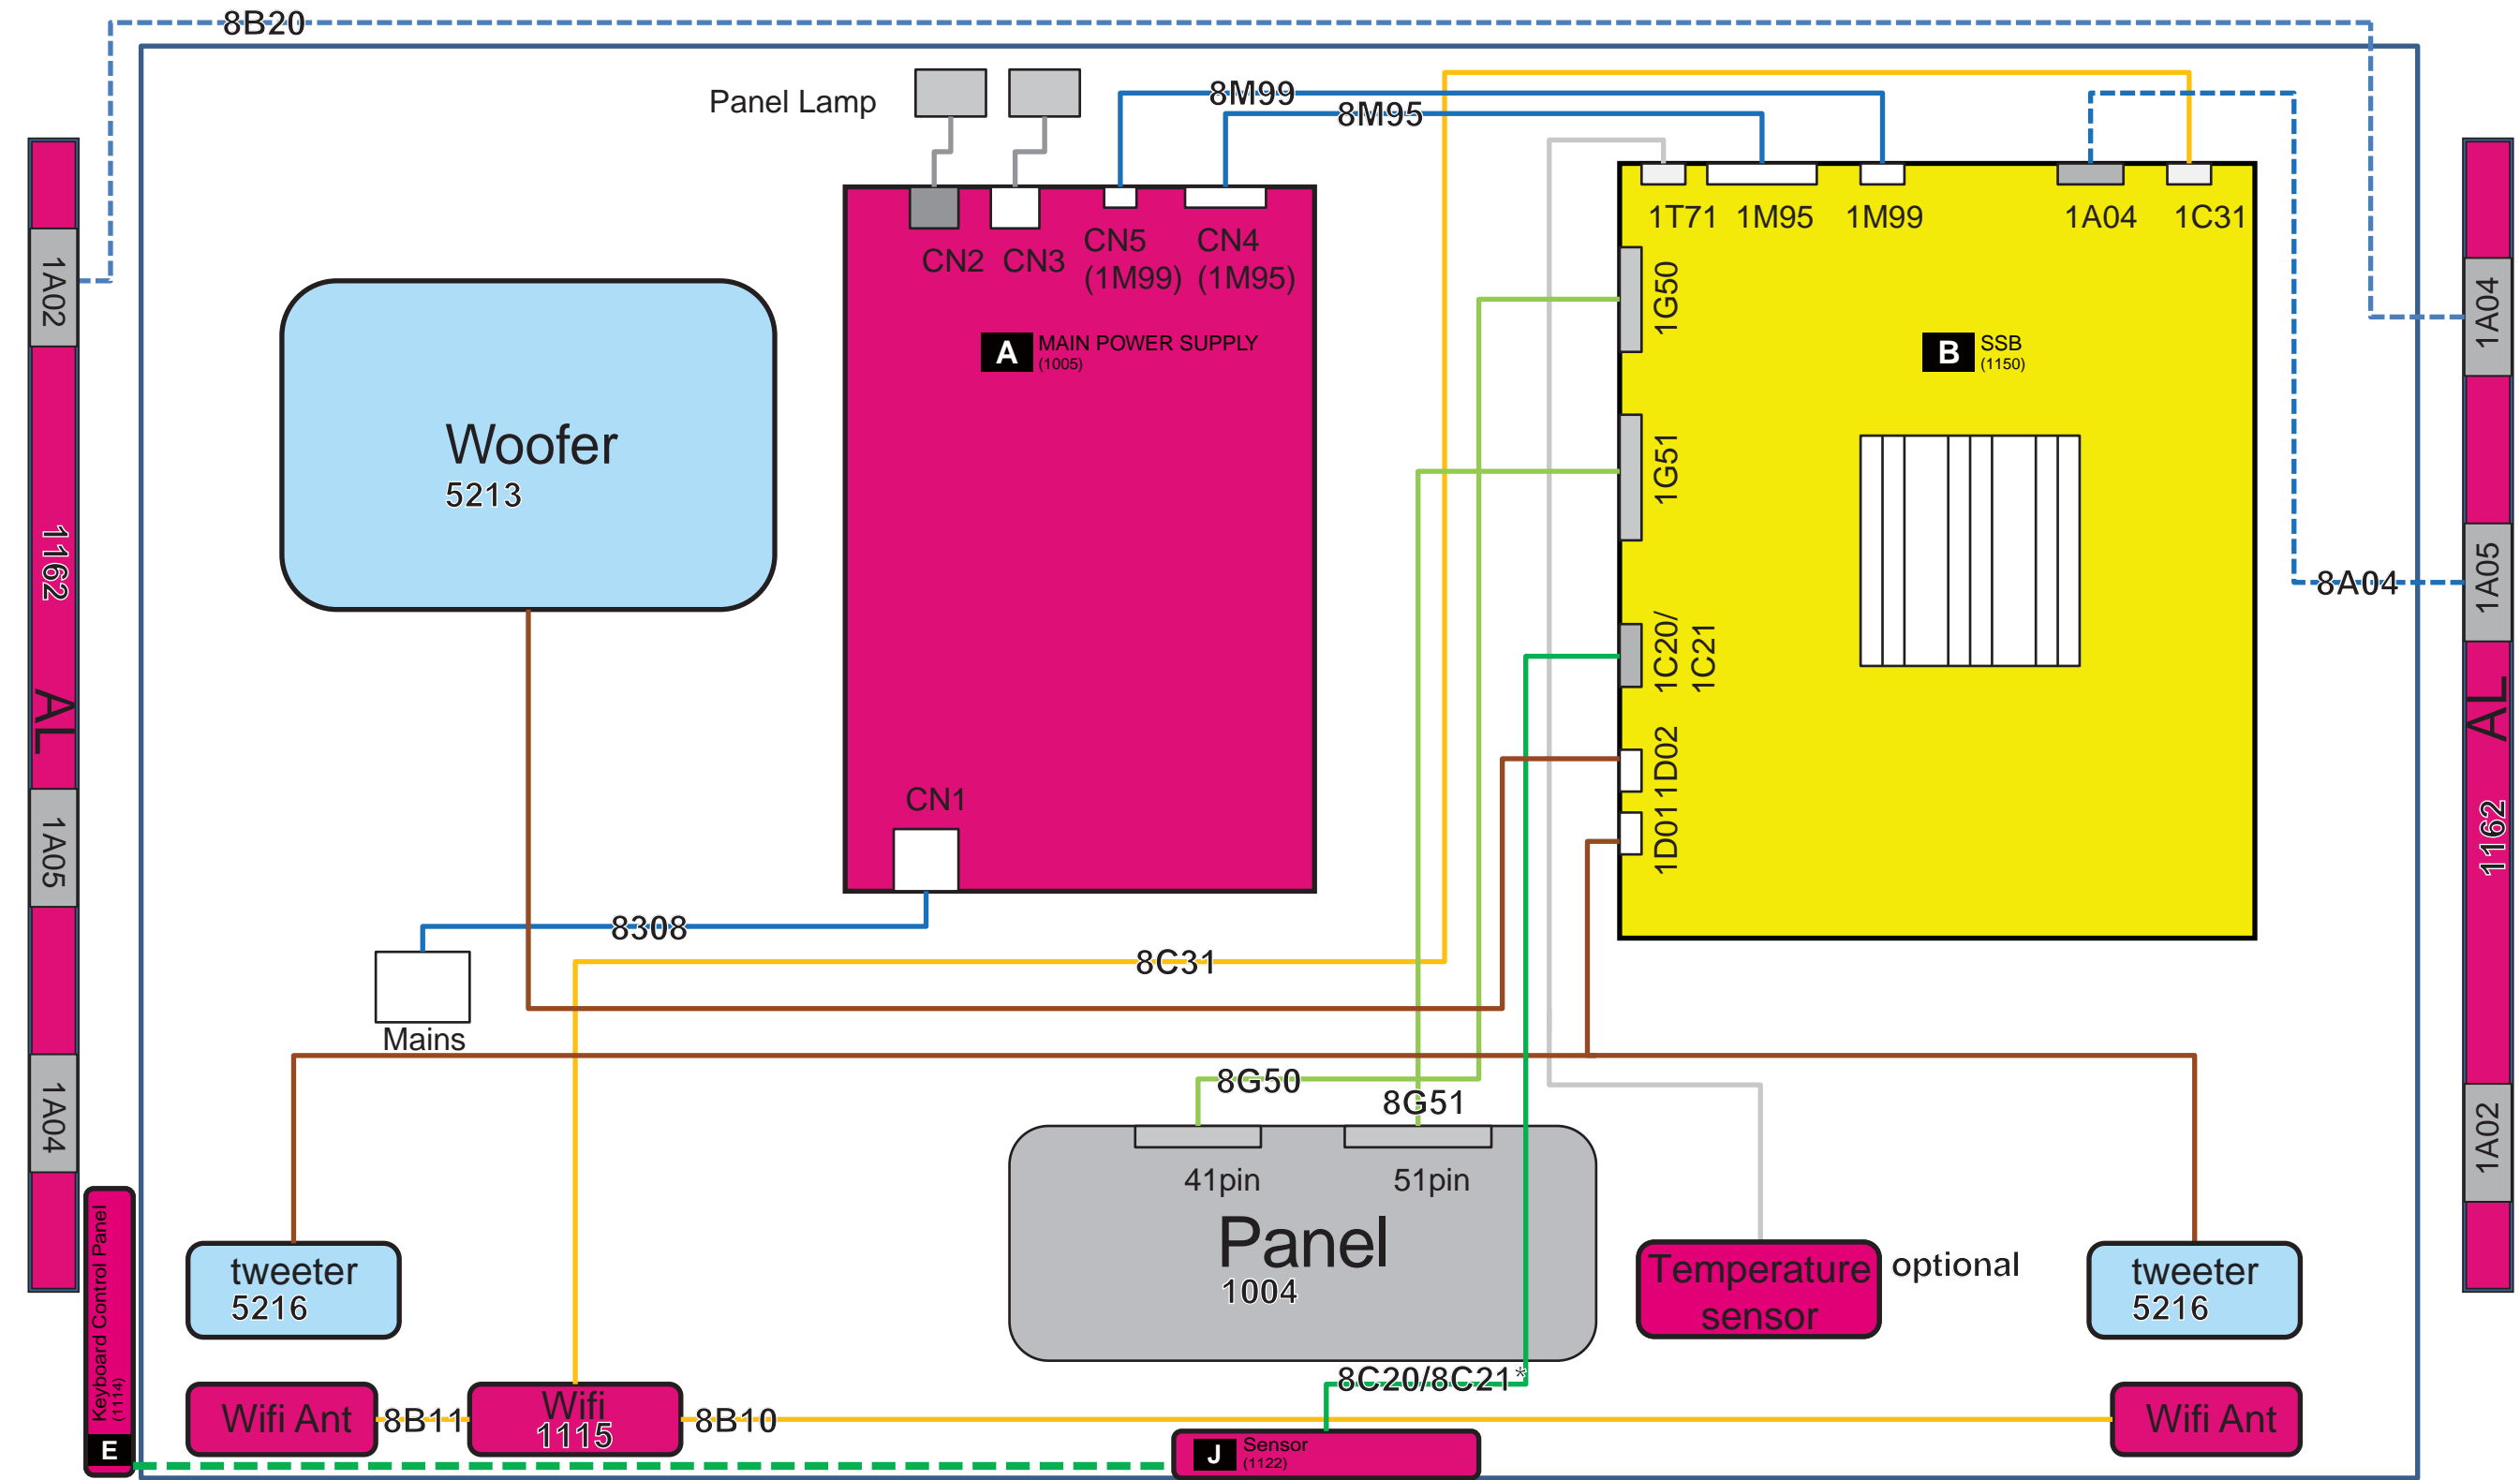 8B20
Panel Lamp
8M99
8M95
1T71
1M95
1M99
1A04
1C31
CN2
CN3
CN5
(1M99)
CN4
(1M95)
A
MAIN POWER SUPPLY
(1005)
B
SSB
(1150)
1G50
1G51
1C20/
1C21
1D02
1D01
1A02
1162
AL
1A05
1A04
1A04
1A05
8A04
AL
1162
1A02
Woofer
5213
CN1
8308
Mains
8C31
8G50
8G51
41pin
51pin
Panel
1004
Temperature
sensor
optional
tweeter
5216
tweeter
5216
Keyboard Control Panel
(1114)
E
Wifi Ant
8B11
Wifi
1115
8B10
8C20/8C21*
Wifi Ant
J
Sensor
(1122)